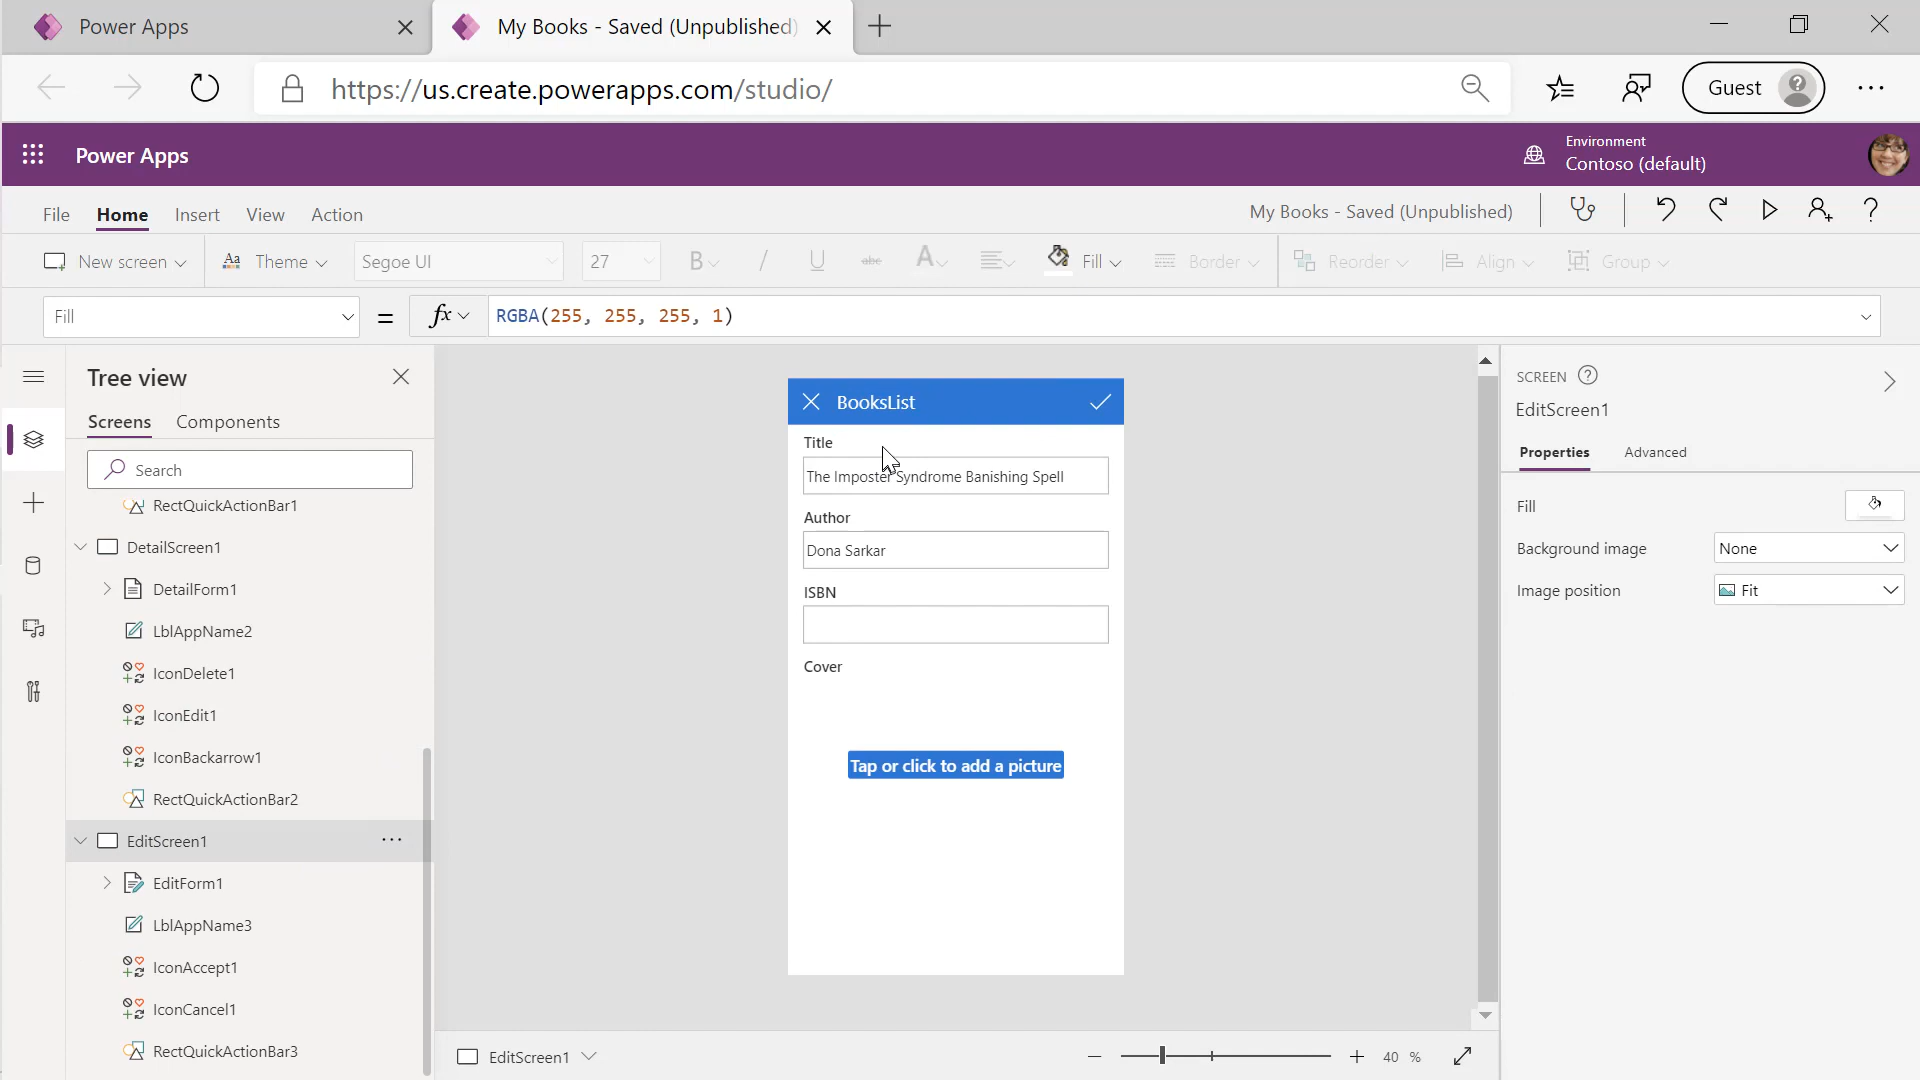 Power Apps
My Books - Saved (Unpublished)
https://us.create.powerapps.com/studio/
Guest
Power Apps
Environment
Contoso (default)
File Home Insert View Action
My Books - Saved (Unpublished)
New screen Aa Theme Segoe UI 27 B / U abc A Fill Border Reorder Align Group
Fill = fx RGBA(255, 255, 255, 1)
Tree view
Screens Components
Search
RectQuickActionBar1
DetailScreen1
DetailForm1
LblAppName2
IconDelete1
IconEdit1
IconBackarrow1
RectQuickActionBar2
EditScreen1
EditForm1
LblAppName3
IconAccept1
IconCancel1
RectQuickActionBar3
BooksList
Title
The Imposter Syndrome Banishing Spell
Author
Dona Sarkar
ISBN
Cover
Tap or click to add a picture
EditScreen1
40 %
SCREEN
EditScreen1
Properties Advanced
Fill
Background image None
Image position Fit